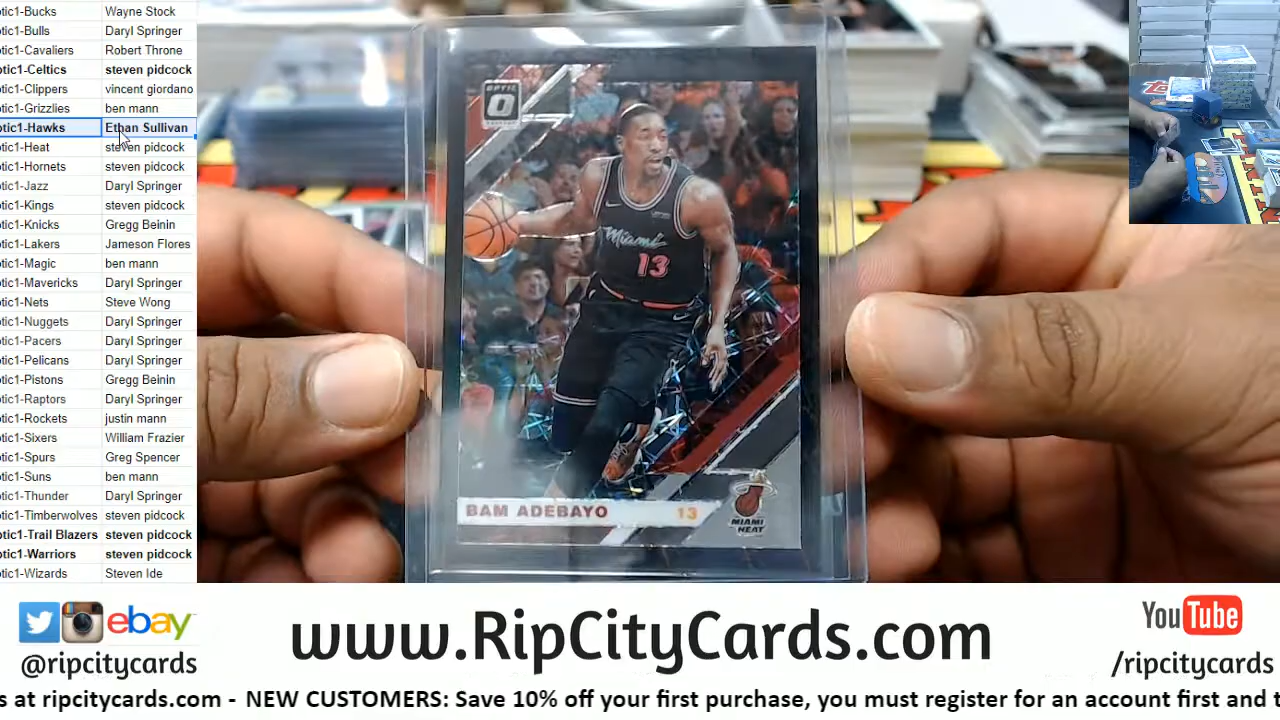 otic1-Bucks Wayne Stock
otic1-Bulls Daryl Springer
otic1-Cavaliers Robert Throne
otic1-Celtics steven pidcock
otic1-Clippers vincent giordano
otic1-Grizzlies ben mann
otic1-Hawks Ethan Sullivan
otic1-Heat steven pidcock
otic1-Hornets steven pidcock
otic1-Jazz Daryl Springer
otic1-Kings steven pidcock
otic1-Knicks Gregg Beinin
otic1-Lakers Jameson Flores
otic1-Magic ben mann
otic1-Mavericks Daryl Springer
otic1-Nets Steve Wong
otic1-Nuggets Daryl Springer
otic1-Pacers Daryl Springer
otic1-Pelicans Daryl Springer
otic1-Pistons Gregg Beinin
otic1-Raptors Daryl Springer
otic1-Rockets justin mann
otic1-Sixers William Frazier
otic1-Spurs Greg Spencer
otic1-Suns ben mann
otic1-Thunder Daryl Springer
otic1-Timberwolves steven pidcock
otic1-Trail Blazers steven pidcock
otic1-Warriors steven pidcock
otic1-Wizards Steven Ide
OPTIC
Miami
13
BAM ADEBAYO 13
MIAMI
HEAT
ebay
@ripcitycards
www.RipCityCards.com
YouTube
/ripcitycards
s at ripcitycards.com - NEW CUSTOMERS: Save 10% off your first purchase, you must register for an account first and t